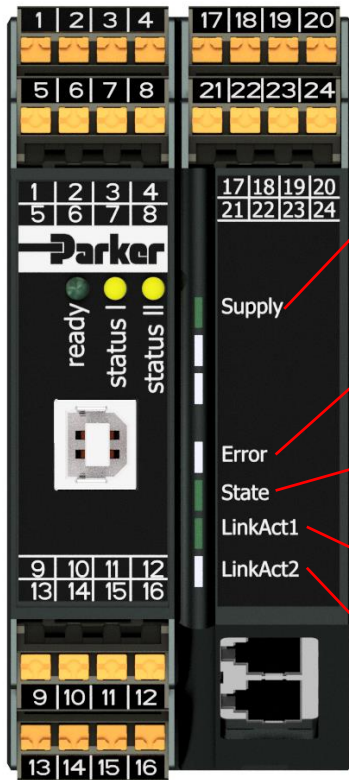 1 2 3 4 17 18 19 20
5 6 7 8 21 22 23 24
1 2 3 4 17 18 19 20
5 6 7 8 21 22 23 24
Parker
ready
status I
status II
Supply
Error
State
LinkAct1
LinkAct2
9 10 11 12
13 14 15 16
9 10 11 12
13 14 15 16